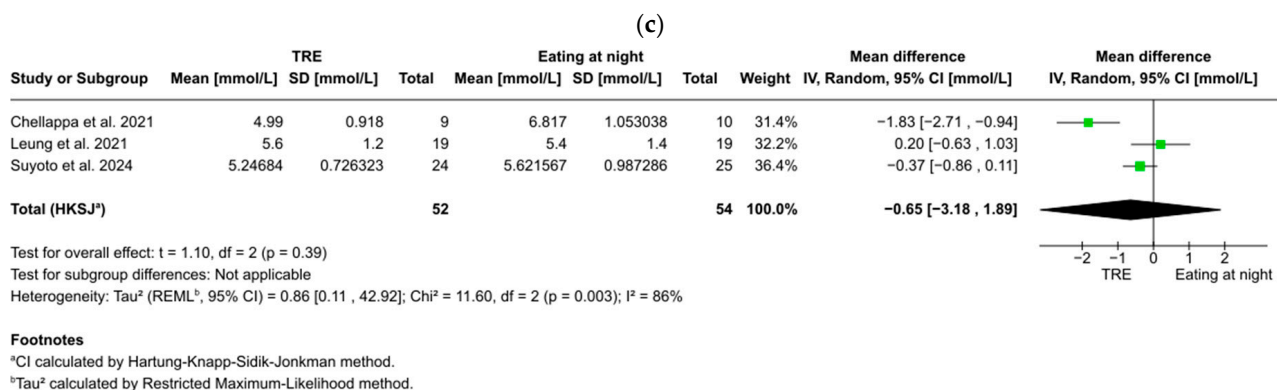 (c)
TRE Eating at night Mean difference Mean difference
Study or Subgroup Mean [mmol/L] SD [mmol/L] Total Mean [mmol/L] SD [mmol/L] Total Weight IV, Random, 95% CI [mmol/L] IV, Random, 95% CI [mmol/L]
Chellappa et al. 2021 4.99 0.918 9 6.817 1.053038 10 31.4% −1.83 [−2.71 , −0.94]
Leung et al. 2021 5.6 1.2 19 5.4 1.4 19 32.2% 0.20 [−0.63 , 1.03]
Suyoto et al. 2024 5.24684 0.726323 24 5.621567 0.987286 25 36.4% −0.37 [−0.86 , 0.11]
Total (HKSJᵃ) 52 54 100.0% −0.65 [−3.18 , 1.89]
Test for overall effect: t = 1.10, df = 2 (p = 0.39)
−2 −1 0 1 2
Test for subgroup differences: Not applicable
TRE Eating at night
Heterogeneity: Tau² (REMLᵇ, 95% CI) = 0.86 [0.11 , 42.92]; Chi² = 11.60, df = 2 (p = 0.003); I² = 86%
Footnotes
ᵃCI calculated by Hartung-Knapp-Sidik-Jonkman method.
ᵇTau² calculated by Restricted Maximum-Likelihood method.